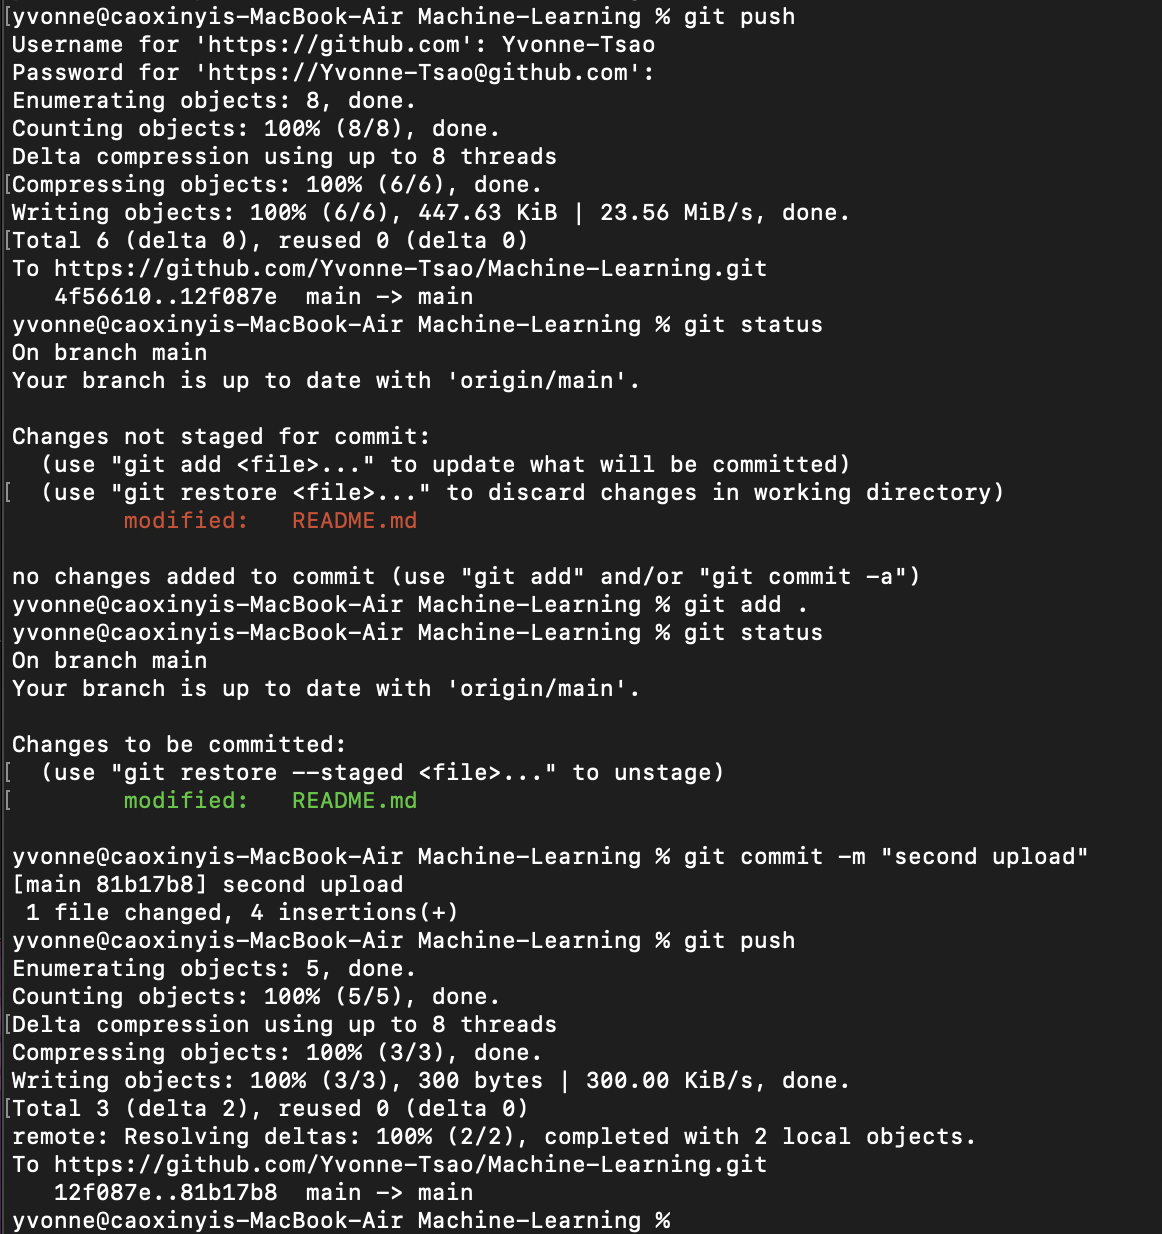 [yvonne@caoxinyis-MacBook-Air Machine-Learning % git push
Username for 'https://github.com': Yvonne-Tsao
Password for 'https://Yvonne-Tsao@github.com':
Enumerating objects: 8, done.
Counting objects: 100% (8/8), done.
Delta compression using up to 8 threads
[Compressing objects: 100% (6/6), done.
Writing objects: 100% (6/6), 447.63 KiB | 23.56 MiB/s, done.
[Total 6 (delta 0), reused 0 (delta 0)
To https://github.com/Yvonne-Tsao/Machine-Learning.git
   4f56610..12f087e  main -> main
yvonne@caoxinyis-MacBook-Air Machine-Learning % git status
On branch main
Your branch is up to date with 'origin/main'.

Changes not staged for commit:
  (use "git add <file>..." to update what will be committed)
[  (use "git restore <file>..." to discard changes in working directory)
        modified:   README.md

no changes added to commit (use "git add" and/or "git commit -a")
yvonne@caoxinyis-MacBook-Air Machine-Learning % git add .
yvonne@caoxinyis-MacBook-Air Machine-Learning % git status
On branch main
Your branch is up to date with 'origin/main'.

Changes to be committed:
[  (use "git restore --staged <file>..." to unstage)
[        modified:   README.md

yvonne@caoxinyis-MacBook-Air Machine-Learning % git commit -m "second upload"
[main 81b17b8] second upload
 1 file changed, 4 insertions(+)
yvonne@caoxinyis-MacBook-Air Machine-Learning % git push
Enumerating objects: 5, done.
Counting objects: 100% (5/5), done.
[Delta compression using up to 8 threads
Compressing objects: 100% (3/3), done.
Writing objects: 100% (3/3), 300 bytes | 300.00 KiB/s, done.
[Total 3 (delta 2), reused 0 (delta 0)
remote: Resolving deltas: 100% (2/2), completed with 2 local objects.
To https://github.com/Yvonne-Tsao/Machine-Learning.git
   12f087e..81b17b8  main -> main
yvonne@caoxinyis-MacBook-Air Machine-Learning %